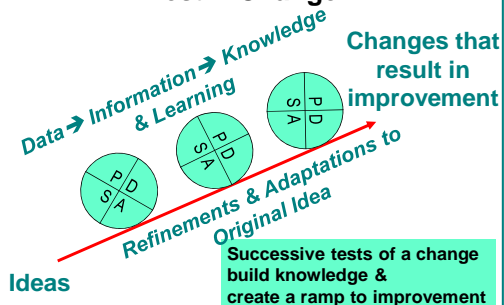 Data → Information → Knowledge
& Learning
Changes that
result in
improvement
P D
S A
P D
S A
P D
S A
Refinements & Adaptations to
Original Idea
Ideas
Successive tests of a change
build knowledge &
create a ramp to improvement